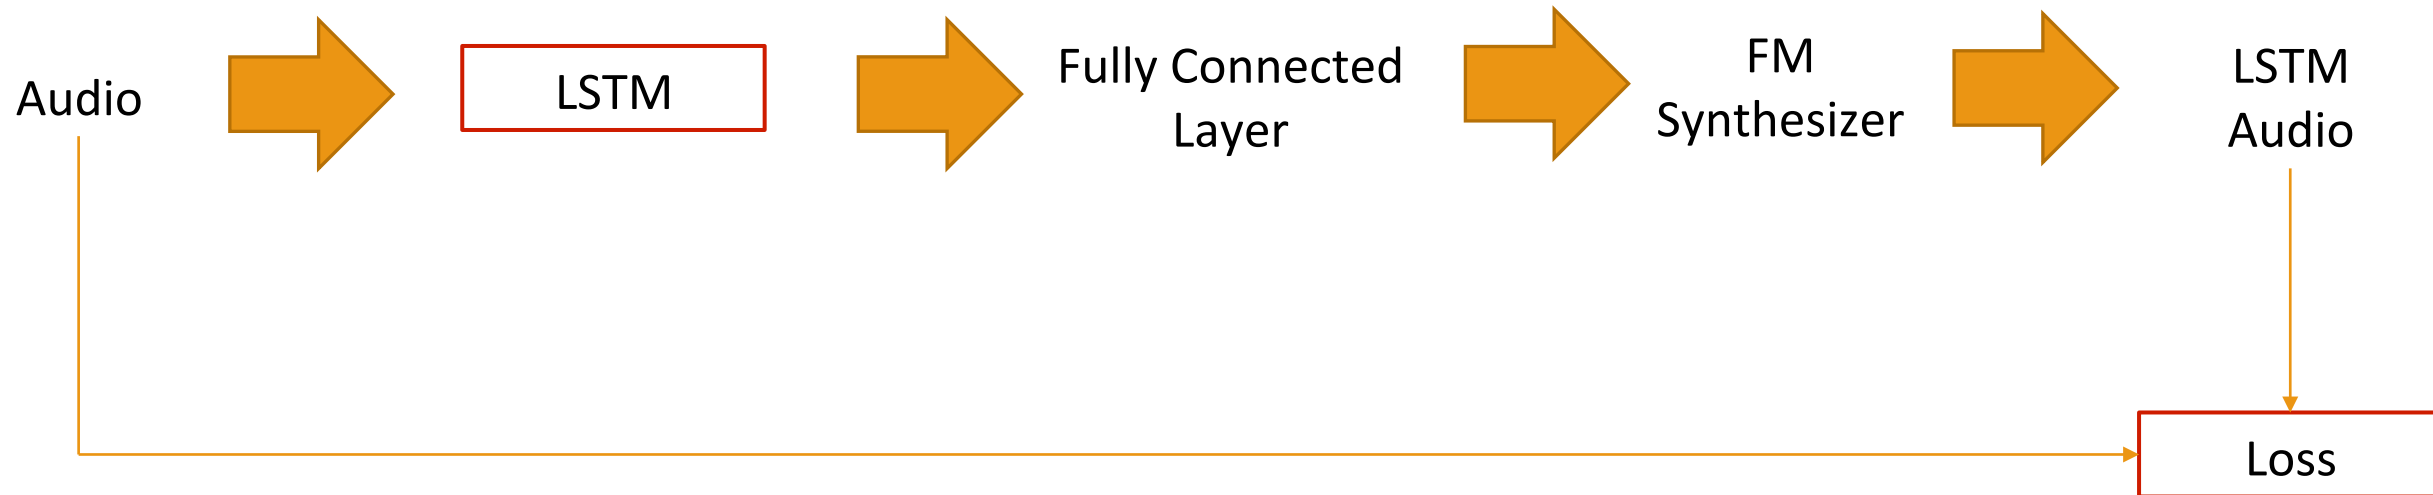 Audio
LSTM
Fully Connected
Layer
FM
Synthesizer
LSTM
Audio
Loss